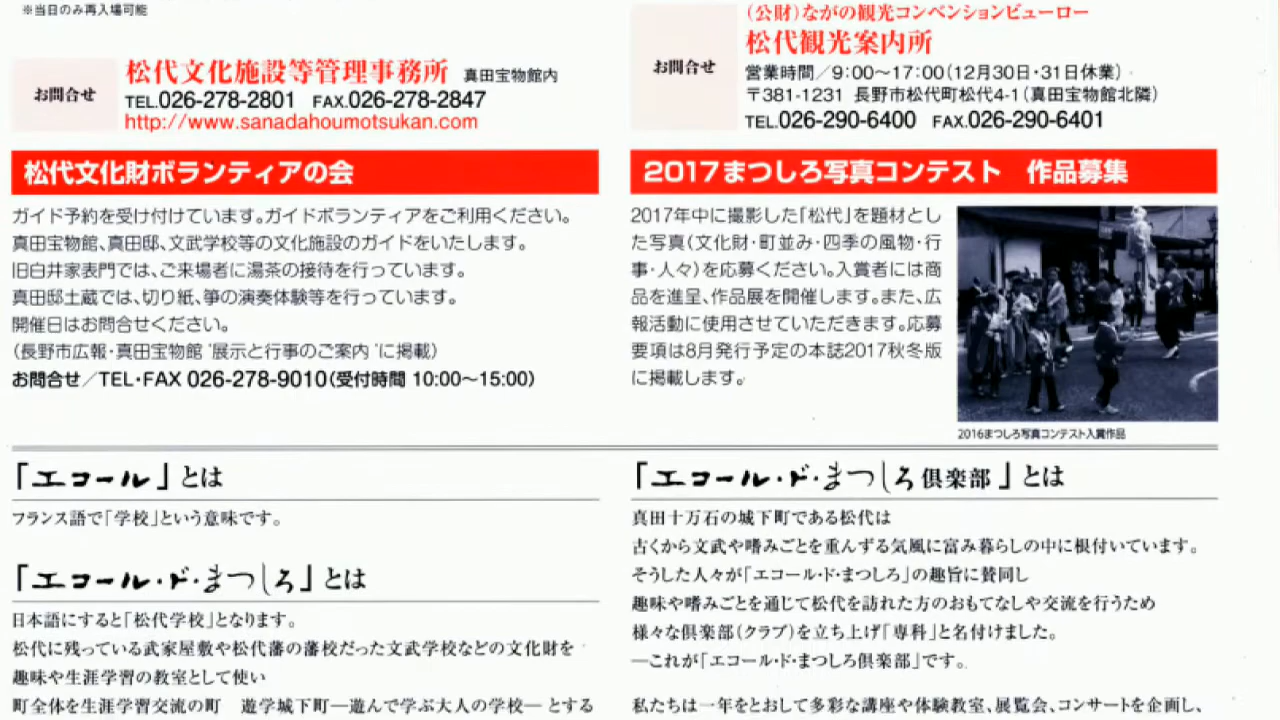 ※当日のみ再入場可能
お問合せ
松代文化施設等管理事務所 真田宝物館内
TEL.026-278-2801 FAX.026-278-2847
http://www.sanadahoumotsukan.com
松代文化財ボランティアの会
ガイド予約を受け付けています。ガイドボランティアをご利用ください。
真田宝物館、真田邸、文武学校等の文化施設のガイドをいたします。
旧白井家表門では、ご来場者に湯茶の接待を行っています。
真田邸土蔵では、切り紙、箏の演奏体験等を行っています。
開催日はお問合せください。
(長野市広報・真田宝物館“展示と行事のご案内”に掲載)
お問合せ/TEL・FAX 026-278-9010(受付時間 10:00〜15:00)
(公財)ながの観光コンベンションビューロー
お問合せ
松代観光案内所
営業時間/9:00〜17:00(12月30日・31日休業)
〒381-1231 長野市松代町松代4-1(真田宝物館北隣)
TEL.026-290-6400 FAX.026-290-6401
2017まつしろ写真コンテスト 作品募集
2017年中に撮影した「松代」を題材とし
た写真(文化財・町並み・四季の風物・行
事・人々)を応募ください。入賞者には商
品を進呈、作品展を開催します。また、広
報活動に使用させていただきます。応募
要項は8月発行予定の本誌2017秋冬版
に掲載します。
2016まつしろ写真コンテスト入賞作品
「エコール」とは
フランス語で「学校」という意味です。
「エコール・ド・まつしろ」とは
日本語にすると「松代学校」となります。
松代に残っている武家屋敷や松代藩の藩校だった文武学校などの文化財を
趣味や生涯学習の教室として使い
町全体を生涯学習交流の町 遊学城下町—遊んで学ぶ大人の学校—とする
「エコール・ド・まつしろ倶楽部」とは
真田十万石の城下町である松代は
古くから文武や嗜みごとを重んずる気風に富み暮らしの中に根付いています。
そうした人々が「エコール・ド・まつしろ」の趣旨に賛同し
趣味や嗜みごとを通じて松代を訪れた方のおもてなしや交流を行うため
様々な倶楽部(クラブ)を立ち上げ「専科」と名付けました。
—これが「エコール・ド・まつしろ倶楽部」です。
私たちは一年をとおして多彩な講座や体験教室、展覧会、コンサートを企画し、